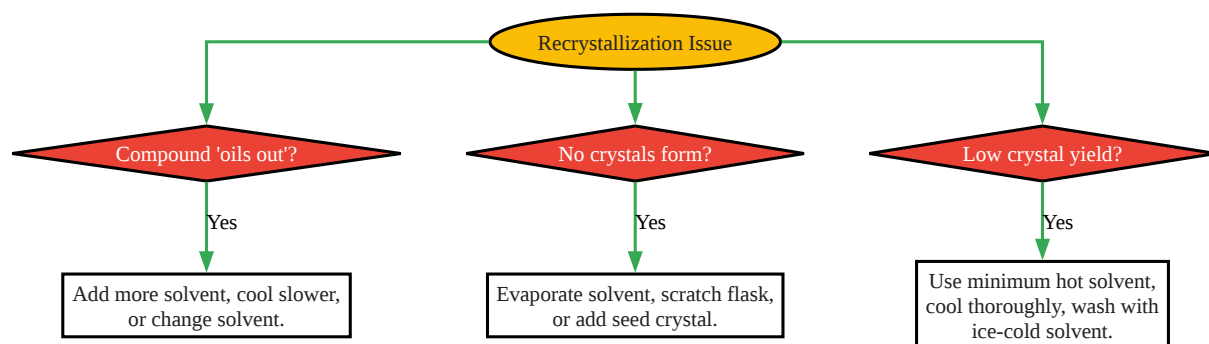 Recrystallization Issue
Compound 'oils out'?
No crystals form?
Low crystal yield?
Yes
Yes
Yes
Add more solvent, cool slower,
or change solvent.
Evaporate solvent, scratch flask,
or add seed crystal.
Use minimum hot solvent,
cool thoroughly, wash with
ice-cold solvent.